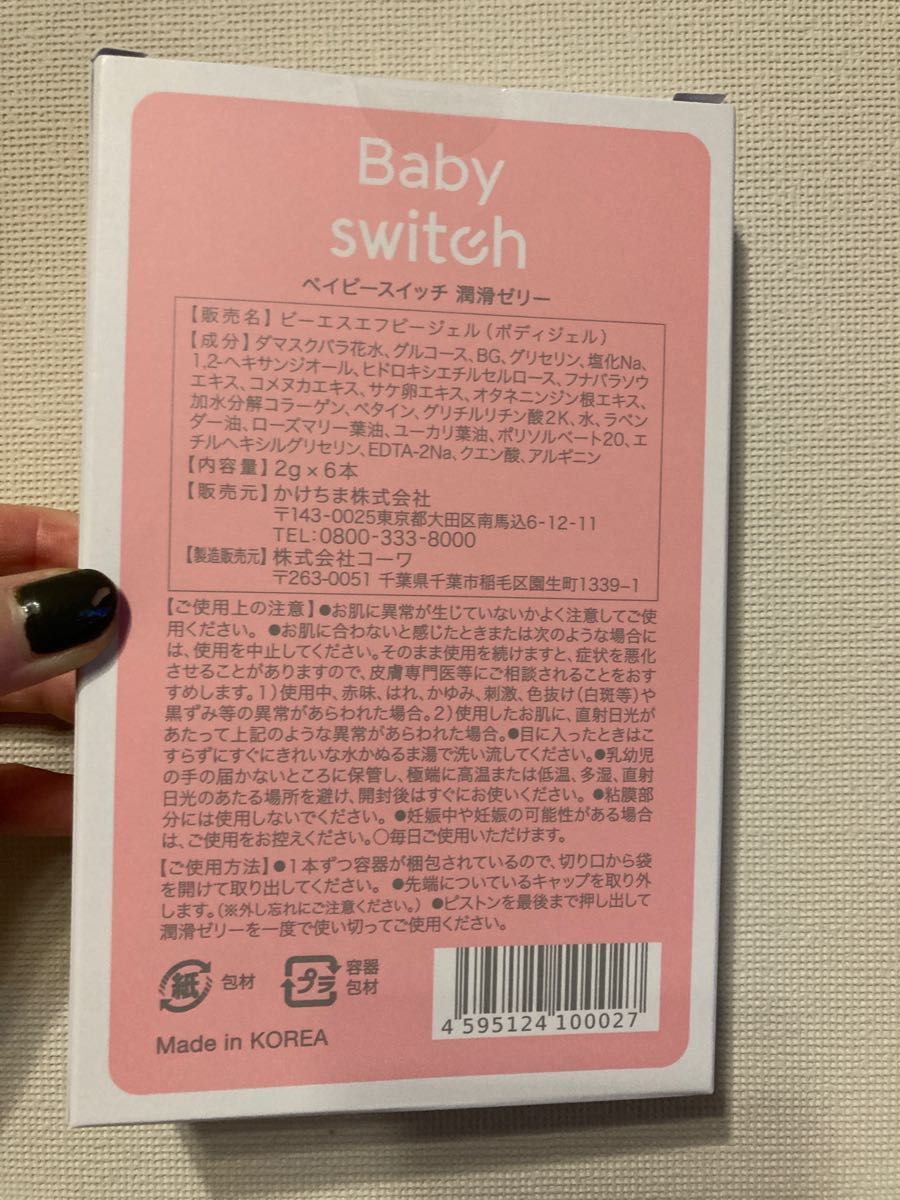 Baby
switch
ベイビースイッチ 潤滑ゼリー
【販売名】ビーエスエフピージェル(ボディジェル)
【成分】ダマスクバラ花水、グルコース、BG、グリセリン、塩化Na、
1,2-ヘキサンジオール、ヒドロキシエチルセルロース、フナバラソウ
エキス、コメヌカエキス、サケ卵エキス、オタネニンジン根エキス、
加水分解コラーゲン、ベタイン、グリチルリチン酸2K、水、ラベン
ダー油、ローズマリー葉油、ユーカリ葉油、ポリソルベート20、エ
チルヘキシルグリセリン、EDTA-2Na、クエン酸、アルギニン
【内容量】2g×6本
【販売元】かけちま株式会社
〒143-0025東京都大田区南馬込6-12-11
TEL:0800-333-8000
【製造販売元】株式会社コーワ
〒263-0051 千葉県千葉市稲毛区園生町1339-1
【ご使用上の注意】●お肌に異常が生じていないかよく注意してご使
用ください。 ●お肌に合わないと感じたときまたは次のような場合に
は、使用を中止してください。そのまま使用を続けますと、症状を悪化
させることがありますので、皮膚専門医等にご相談されることをおす
すめします。1)使用中、赤味、はれ、かゆみ、刺激、色抜け(白斑等)や
黒ずみ等の異常があらわれた場合。2)使用したお肌に、直射日光が
あたって上記のような異常があらわれた場合。●目に入ったときはこ
すらずにすぐにきれいな水かぬるま湯で洗い流してください。●乳幼児
の手の届かないところに保管し、極端に高温または低温、多湿、直射
日光のあたる場所を避け、開封後はすぐにお使いください。 ●粘膜部
分には使用しないでください。 ●妊娠中や妊娠の可能性がある場合
は、ご使用をお控えください。○毎日ご使用いただけます。
【ご使用方法】●1本ずつ容器が梱包されているので、切り口から袋
を開けて取り出してください。 ●先端についているキャップを取り外
します。(※外し忘れにご注意ください。) ●ピストンを最後まで押し出して
潤滑ゼリーを一度で使い切ってご使用ください。
紙 包材 プラ 容器
包材
4 595124 100027
Made in KOREA